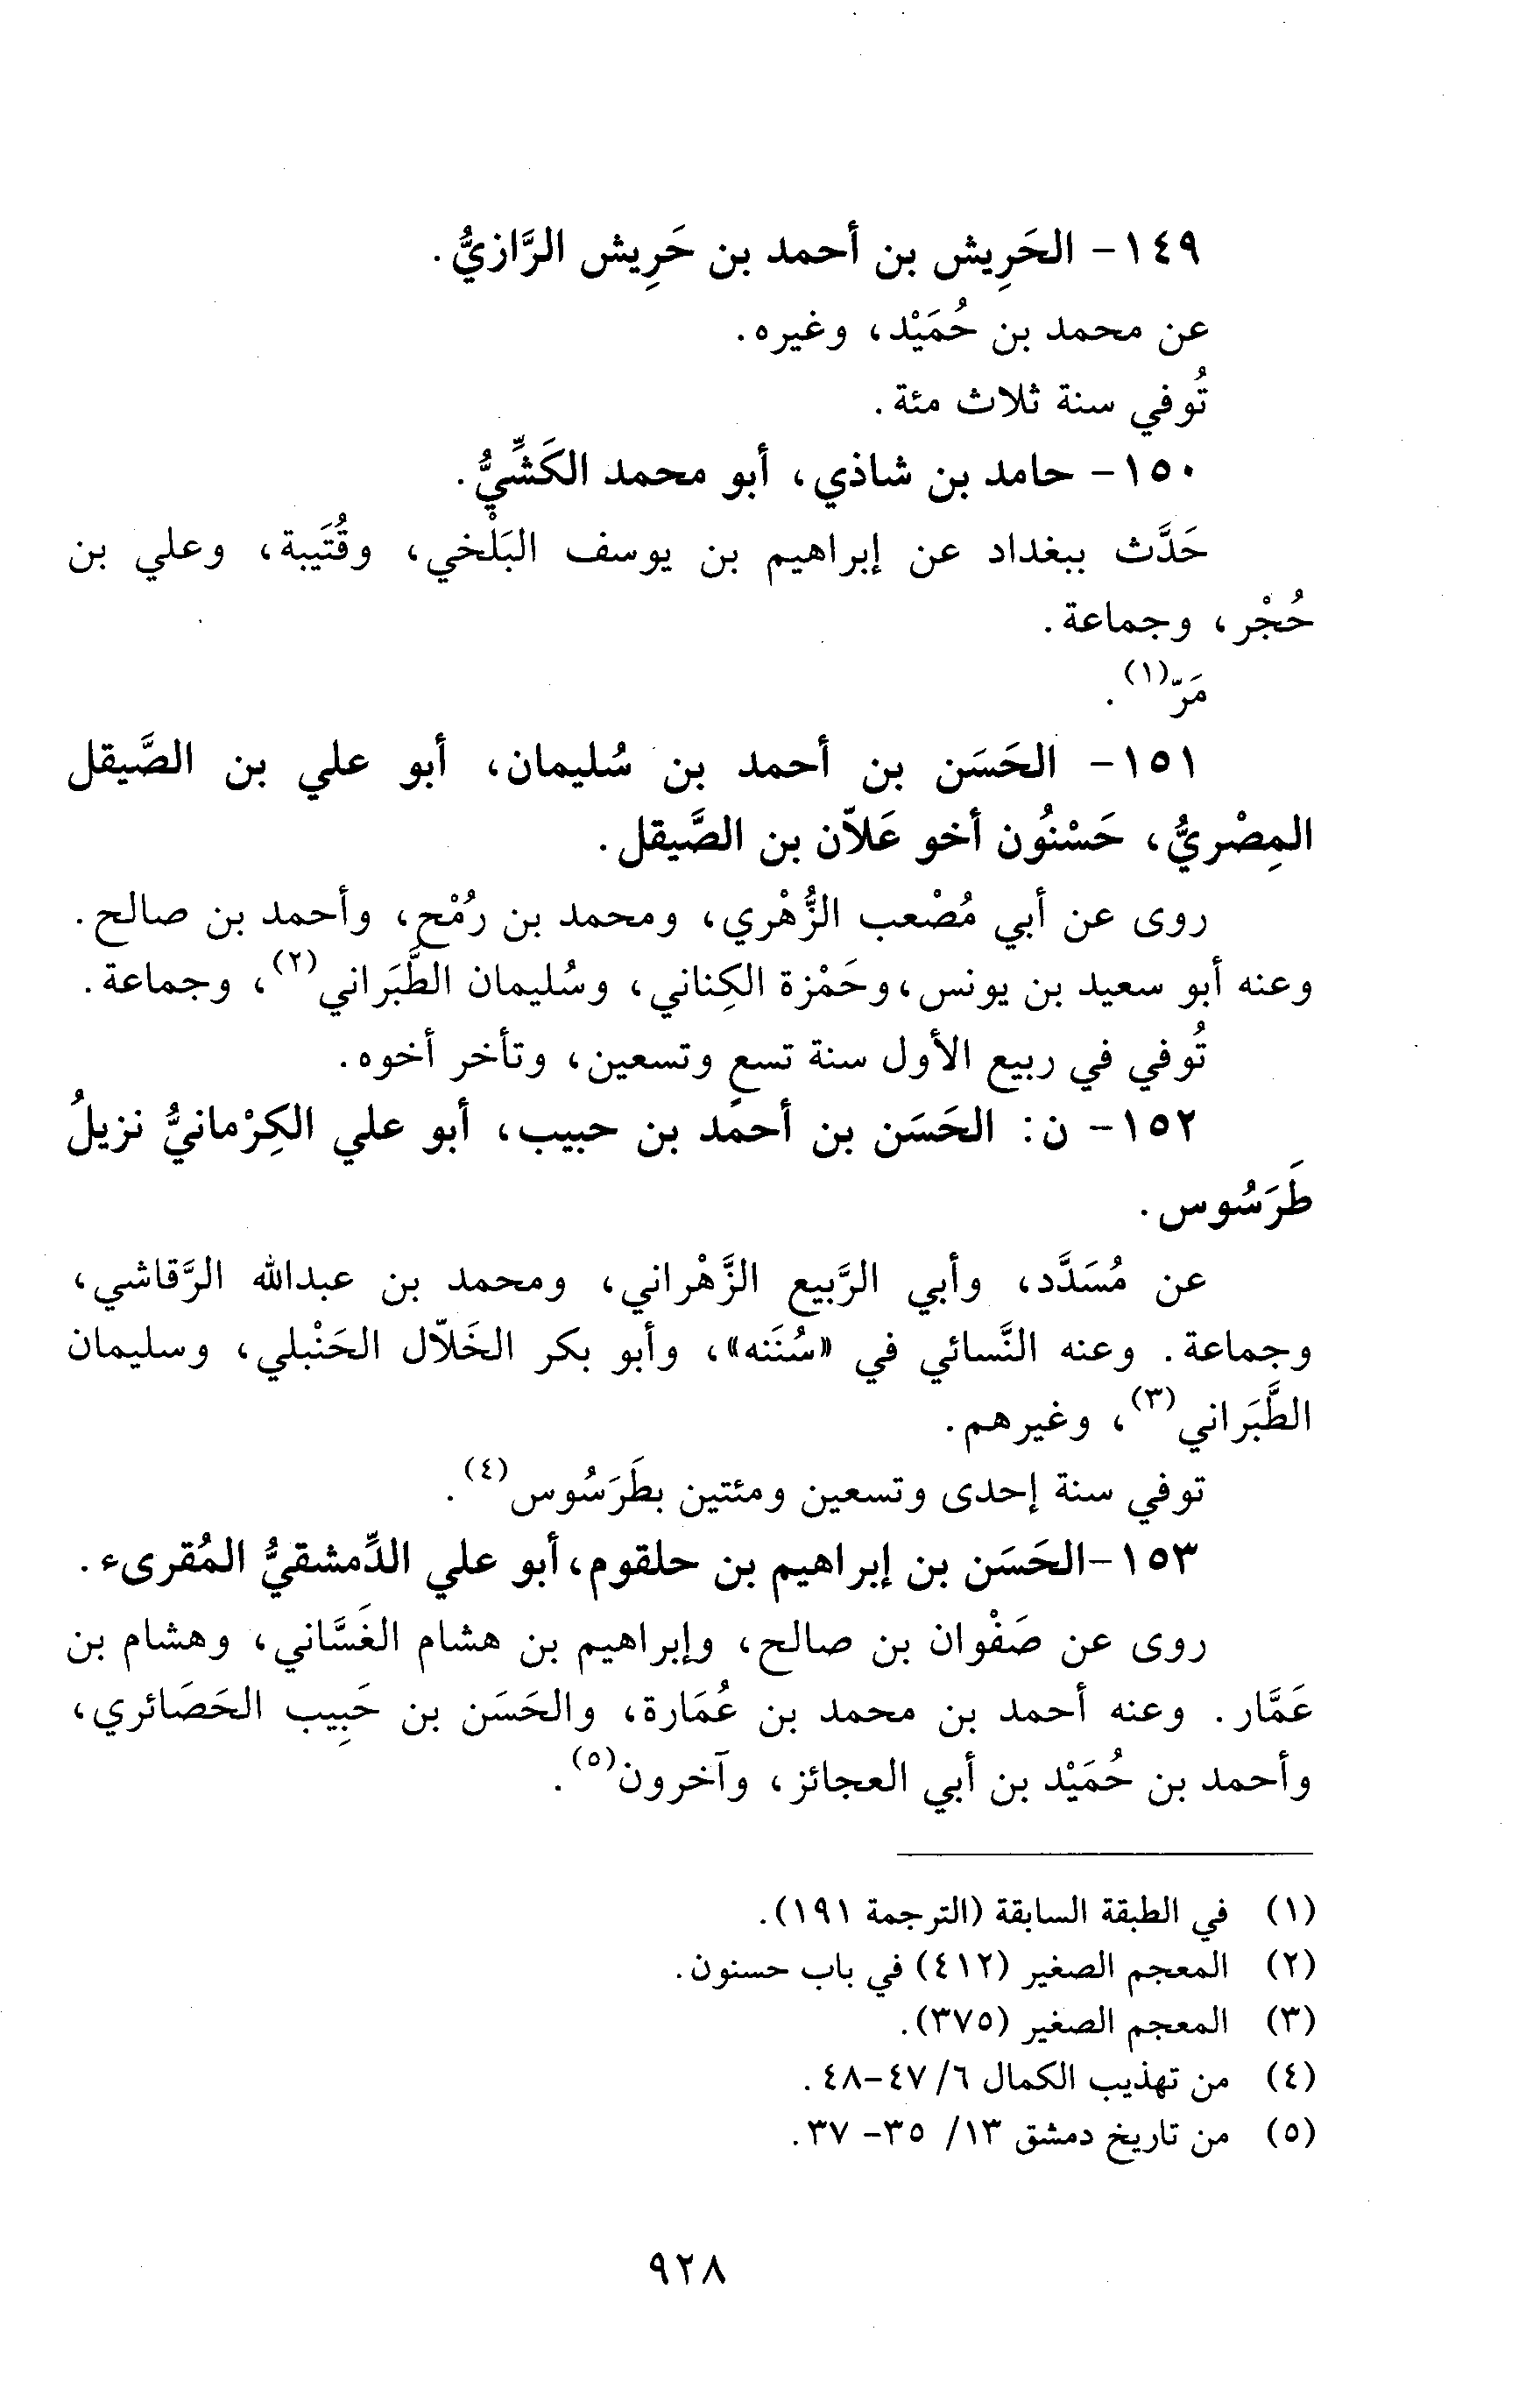 ١٤٩- الحَرِيش بن أحمد بن حَرِيش الرَّازيُّ.
عن محمد بن حُمَيْد، وغيره.
تُوفي سنة ثلاث مئة.
١٥٠- حامد بن شاذي، أبو محمد الكَشِّيُّ.
حَدَّث ببغداد عن إبراهيم بن يوسف البَلْخي، وقُتَيبة، وعلي بن
حُجْر، وجماعة.
مَرّ(١).
١٥١- الحَسَن بن أحمد بن سُليمان، أبو علي بن الصَّيقل
المِصْريُّ، حَسْنُون أخو عَلاّن بن الصَّيقل.
روى عن أبي مُصْعب الزُّهْري، ومحمد بن رُمْح، وأحمد بن صالح.
وعنه أبو سعيد بن يونس، وحَمْزة الكِناني، وسُليمان الطَّبَراني(٢)، وجماعة.
تُوفي في ربيع الأول سنة تسعٍ وتسعين، وتأخر أخوه.
١٥٢- ن: الحَسَن بن أحمد بن حبيب، أبو علي الكِرْمانيُّ نزيلُ
طَرَسُوس.
عن مُسَدَّد، وأبي الرَّبيع الزَّهْراني، ومحمد بن عبدالله الرَّقاشي،
وجماعة. وعنه النَّسائي في «سُنَنه»، وأبو بكر الخَلاّل الحَنْبلي، وسليمان
الطَّبَراني(٣)، وغيرهم.
توفي سنة إحدى وتسعين ومئتين بطَرَسُوس(٤).
١٥٣-الحَسَن بن إبراهيم بن حلقوم، أبو علي الدِّمشقيُّ المُقرىء.
روى عن صَفْوان بن صالح، وإبراهيم بن هشام الغَسَّاني، وهشام بن
عَمَّار. وعنه أحمد بن محمد بن عُمَارة، والحَسَن بن حَبِيب الحَصَائري،
وأحمد بن حُمَيْد بن أبي العجائز، وآخرون(٥).
(١) في الطبقة السابقة (الترجمة ١٩١).
(٢) المعجم الصغير (٤١٢) في باب حسنون.
(٣) المعجم الصغير (٣٧٥).
(٤) من تهذيب الكمال ٦/ ٤٧-٤٨.
(٥) من تاريخ دمشق ١٣/ ٣٥- ٣٧.
٩٢٨